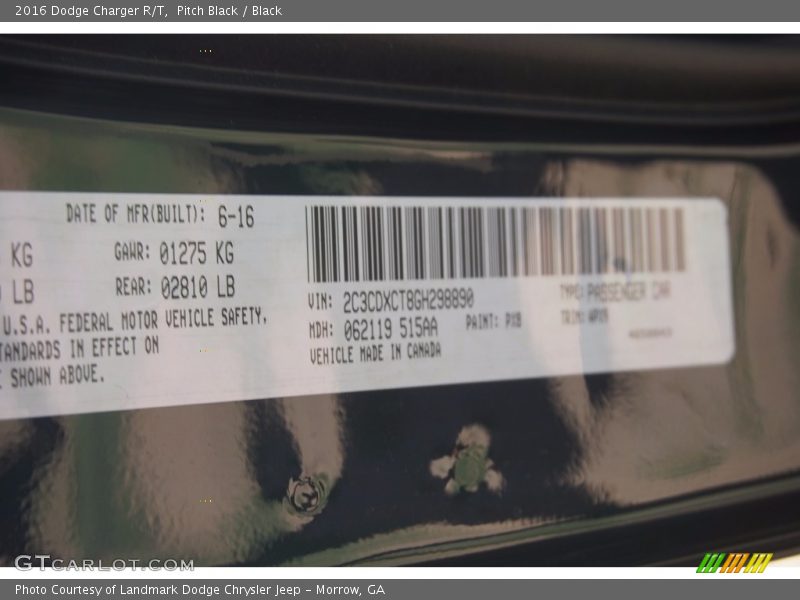 2016 Dodge Charger R/T, Pitch Black / Black
DATE OF MFR(BUILT): 6-16
KG GAWR: 01275 KG
LB REAR: 02810 LB
U.S.A. FEDERAL MOTOR VEHICLE SAFETY,
TANDARDS IN EFFECT ON
SHOWN ABOVE.
VIN: 2C3CDXCT8GH298890
TYPE: PASSENGER CAR
MDH: 062119 515AA
PAINT: PX8
TRIM:
VEHICLE MADE IN CANADA
GTCARLOT.COM
Photo Courtesy of Landmark Dodge Chrysler Jeep – Morrow, GA